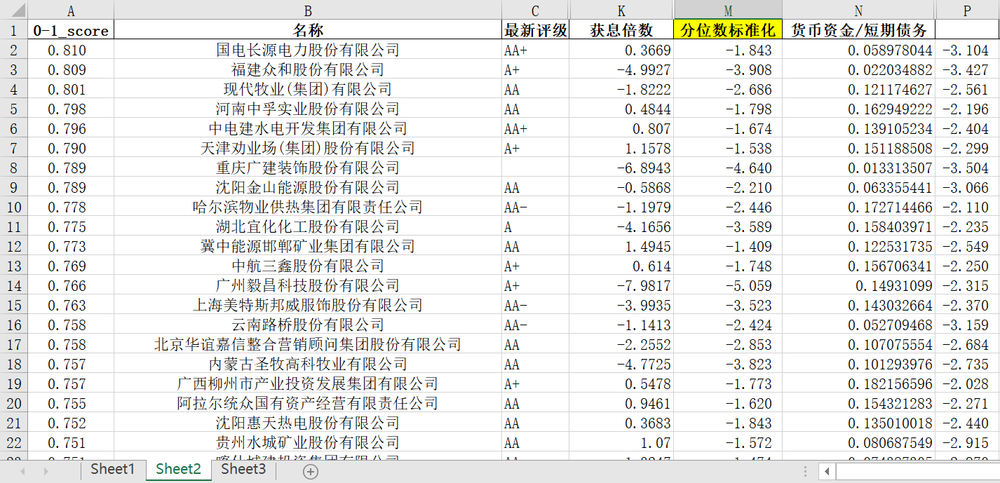 A B C K M N P
1 0-1_score 名称 最新评级 获息倍数 分位数标准化 货币资金/短期债务
2 0.810 国电长源电力股份有限公司 AA+ 0.3669 -1.843 0.058978044 -3.104
3 0.809 福建众和股份有限公司 A+ -4.9927 -3.908 0.022034882 -3.427
4 0.801 现代牧业(集团)有限公司 AA -1.8222 -2.686 0.121174627 -2.561
5 0.798 河南中孚实业股份有限公司 AA 0.4844 -1.798 0.162949222 -2.196
6 0.796 中电建水电开发集团有限公司 AA+ 0.807 -1.674 0.139105234 -2.404
7 0.790 天津劝业场(集团)股份有限公司 A+ 1.1578 -1.538 0.151188508 -2.299
8 0.789 重庆广建装饰股份有限公司 -6.8943 -4.640 0.013313507 -3.504
9 0.789 沈阳金山能源股份有限公司 AA -0.5868 -2.210 0.063355441 -3.066
10 0.778 哈尔滨物业供热集团有限责任公司 AA- -1.1979 -2.446 0.172714466 -2.110
11 0.775 湖北宜化化工股份有限公司 A -4.1656 -3.589 0.158403971 -2.235
12 0.773 冀中能源邯郸矿业集团有限公司 AA 1.4945 -1.409 0.122531735 -2.549
13 0.769 中航三鑫股份有限公司 A+ 0.614 -1.748 0.156706341 -2.250
14 0.766 广州毅昌科技股份有限公司 A+ -7.9817 -5.059 0.14931099 -2.315
15 0.763 上海美特斯邦威服饰股份有限公司 AA- -3.9935 -3.523 0.143032664 -2.370
16 0.758 云南路桥股份有限公司 AA- -1.1413 -2.424 0.052709468 -3.159
17 0.758 北京华谊嘉信整合营销顾问集团股份有限公司 AA -2.2552 -2.853 0.107075554 -2.684
18 0.757 内蒙古圣牧高科牧业有限公司 AA -4.7725 -3.823 0.101293976 -2.735
19 0.757 广西柳州市产业投资发展集团有限公司 A+ 0.5478 -1.773 0.182156596 -2.028
20 0.755 阿拉尔统众国有资产经营有限责任公司 AA 0.9461 -1.620 0.154321283 -2.271
21 0.752 沈阳惠天热电股份有限公司 AA 0.3683 -1.843 0.135010018 -2.440
22 0.751 贵州水城矿业股份有限公司 AA 1.07 -1.572 0.080687549 -2.915
Sheet1 Sheet2 Sheet3